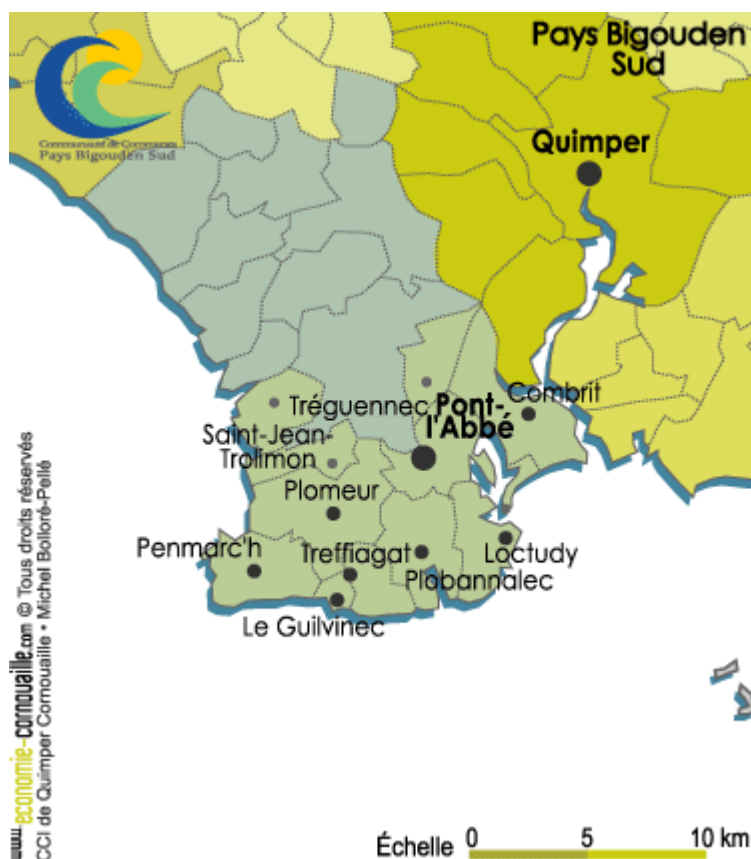 Pays Bigouden
Sud
Communauté de Communes
Pays Bigouden Sud
Quimper
Combrit
Tréguennec
Pont-
l'Abbé
Saint-Jean-
Trolimon
Plomeur
Penmarc'h
Treffiagat
Loctudy
Plobannalec
Le Guilvinec
www.economie-cornouaille.com © Tous droits réservés
CCI de Quimper Cornouaille • Michel Bolloré-Pellé
Échelle 0 5 10 km